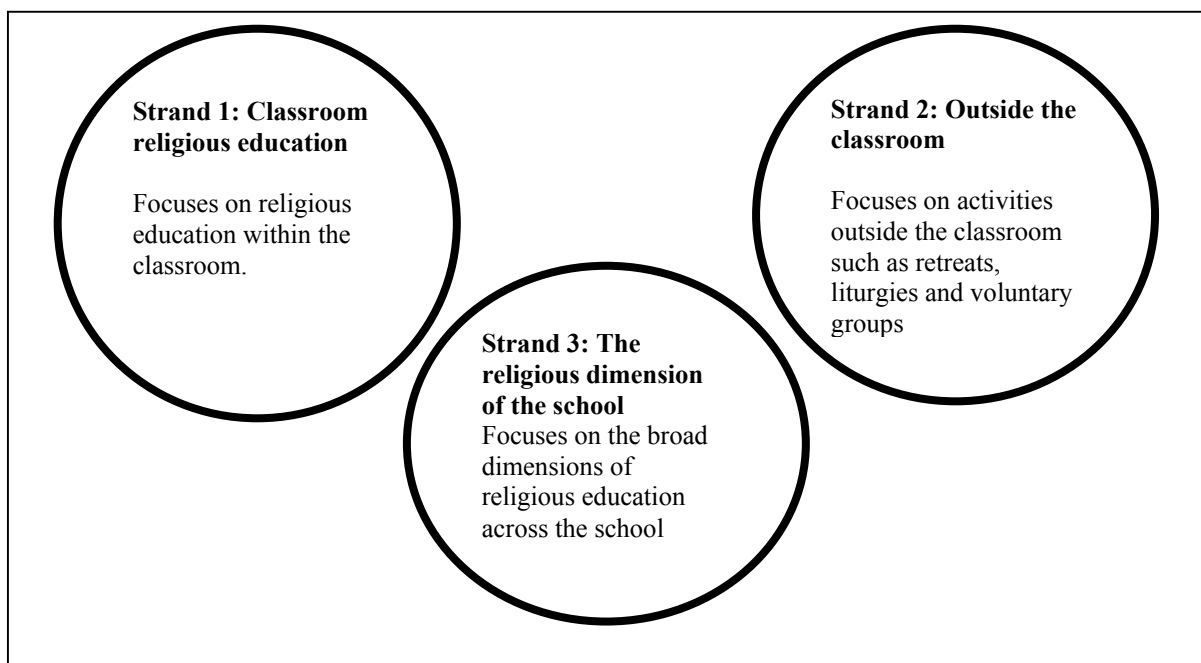 Strand 1: Classroom
religious education
Focuses on religious
education within the
classroom.
Strand 2: Outside the
classroom
Focuses on activities
outside the classroom
such as retreats,
liturgies and voluntary
groups
Strand 3: The
religious dimension
of the school
Focuses on the broad
dimensions of
religious education
across the school